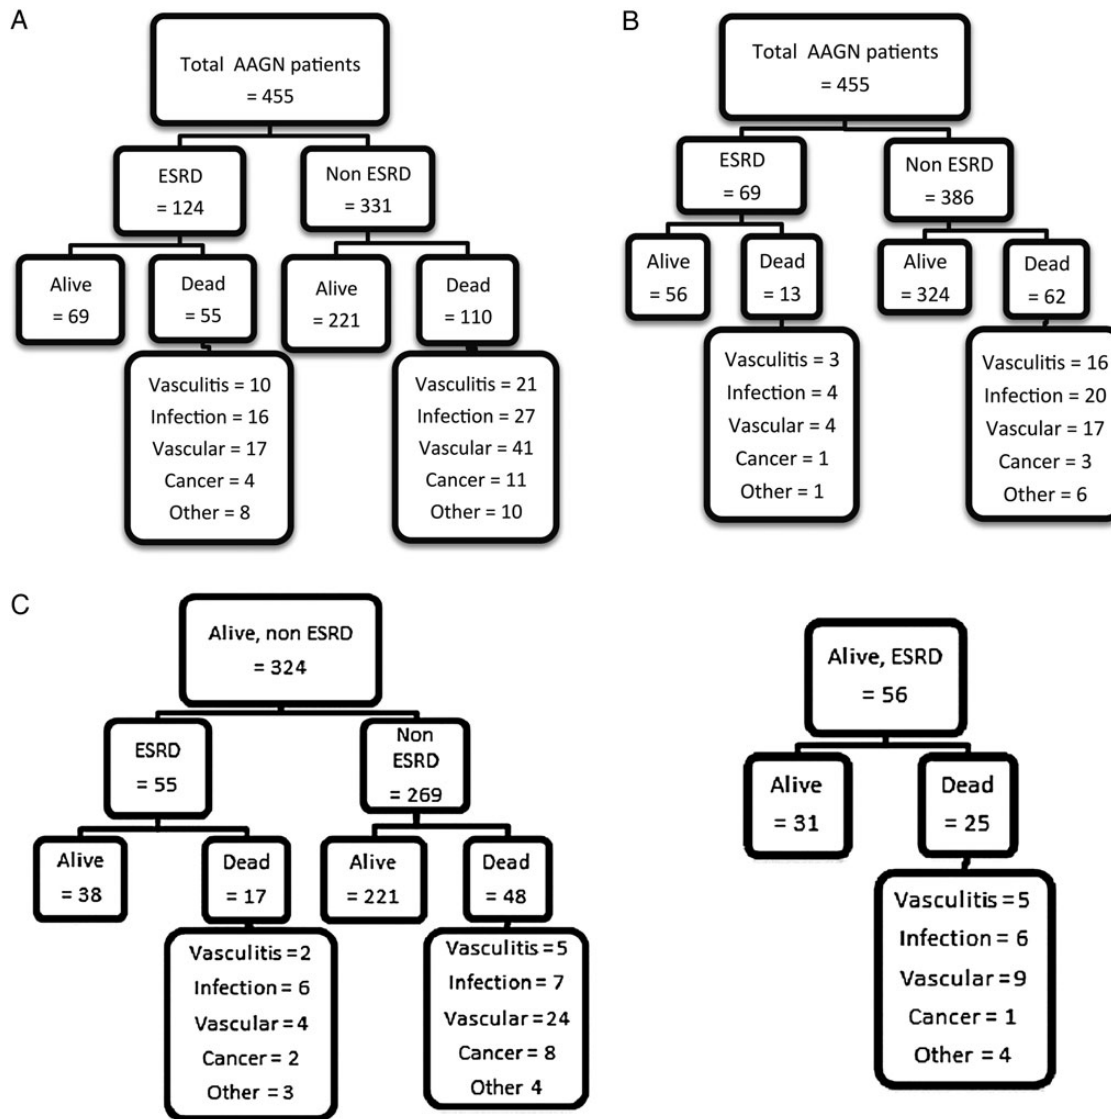 A
Total AAGN patients
= 455
ESRD
= 124
Non ESRD
= 331
Alive
= 69
Dead
= 55
Alive
= 221
Dead
= 110
Vasculitis = 10
Infection = 16
Vascular = 17
Cancer = 4
Other = 8
Vasculitis = 21
Infection = 27
Vascular = 41
Cancer = 11
Other = 10
B
Total AAGN patients
= 455
ESRD
= 69
Non ESRD
= 386
Alive
= 56
Dead
= 13
Alive
= 324
Dead
= 62
Vasculitis = 3
Infection = 4
Vascular = 4
Cancer = 1
Other = 1
Vasculitis = 16
Infection = 20
Vascular = 17
Cancer = 3
Other = 6
C
Alive, non ESRD
= 324
ESRD
= 55
Non
ESRD
= 269
Alive
= 38
Dead
= 17
Alive
= 221
Dead
= 48
Vasculitis = 2
Infection = 6
Vascular = 4
Cancer = 2
Other = 3
Vasculitis = 5
Infection = 7
Vascular = 24
Cancer = 8
Other 4
Alive, ESRD
= 56
Alive
= 31
Dead
= 25
Vasculitis = 5
Infection = 6
Vascular = 9
Cancer = 1
Other = 4